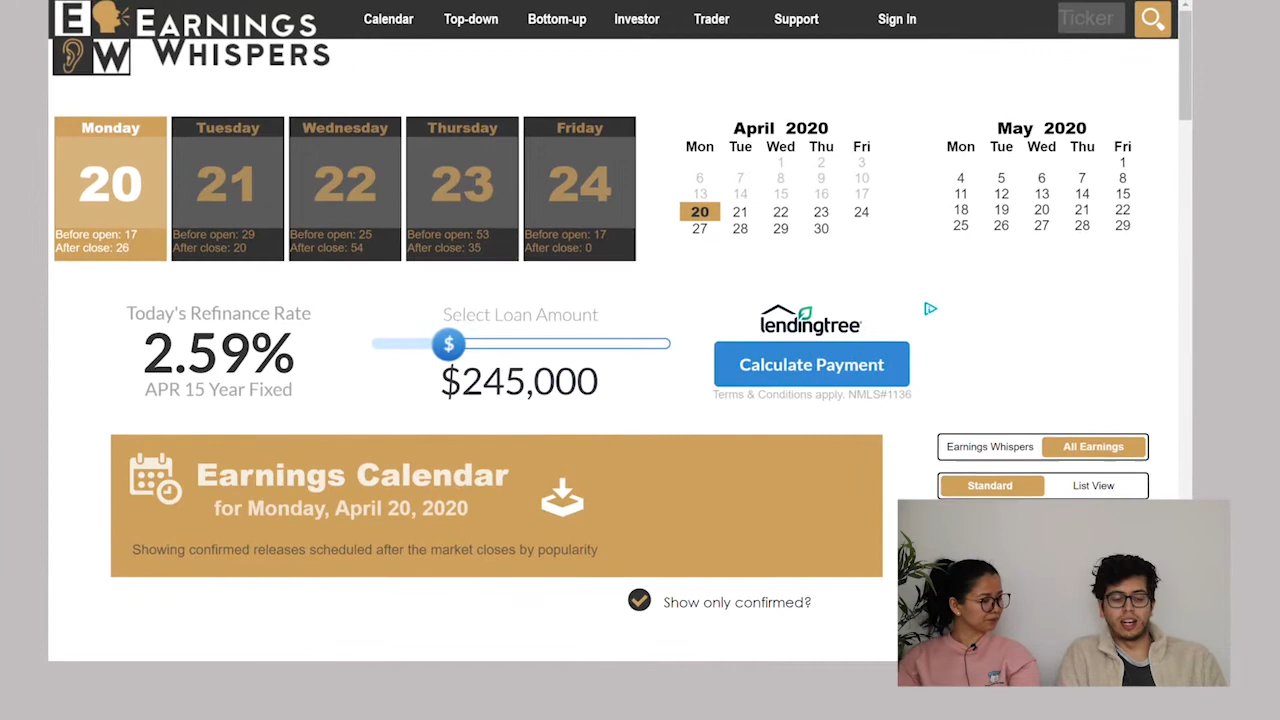 E EARNINGS
W WHISPERS
Calendar Top-down Bottom-up Investor Trader Support Sign In Ticker
Monday Tuesday Wednesday Thursday Friday
20 21 22 23 24
Before open: 17 Before open: 29 Before open: 25 Before open: 53 Before open: 17
After close: 26 After close: 20 After close: 54 After close: 35 After close: 0
April 2020
Mon Tue Wed Thu Fri
1 2 3
6 7 8 9 10
13 14 15 16 17
20 21 22 23 24
27 28 29 30
May 2020
Mon Tue Wed Thu Fri
1
4 5 6 7 8
11 12 13 14 15
18 19 20 21 22
25 26 27 28 29
Today's Refinance Rate
2.59%
APR 15 Year Fixed
Select Loan Amount
$
$245,000
lendingtree
Calculate Payment
Terms & Conditions apply. NMLS#1136
Earnings Calendar
for Monday, April 20, 2020
Showing confirmed releases scheduled after the market closes by popularity
Earnings Whispers All Earnings
Standard List View
Show only confirmed?